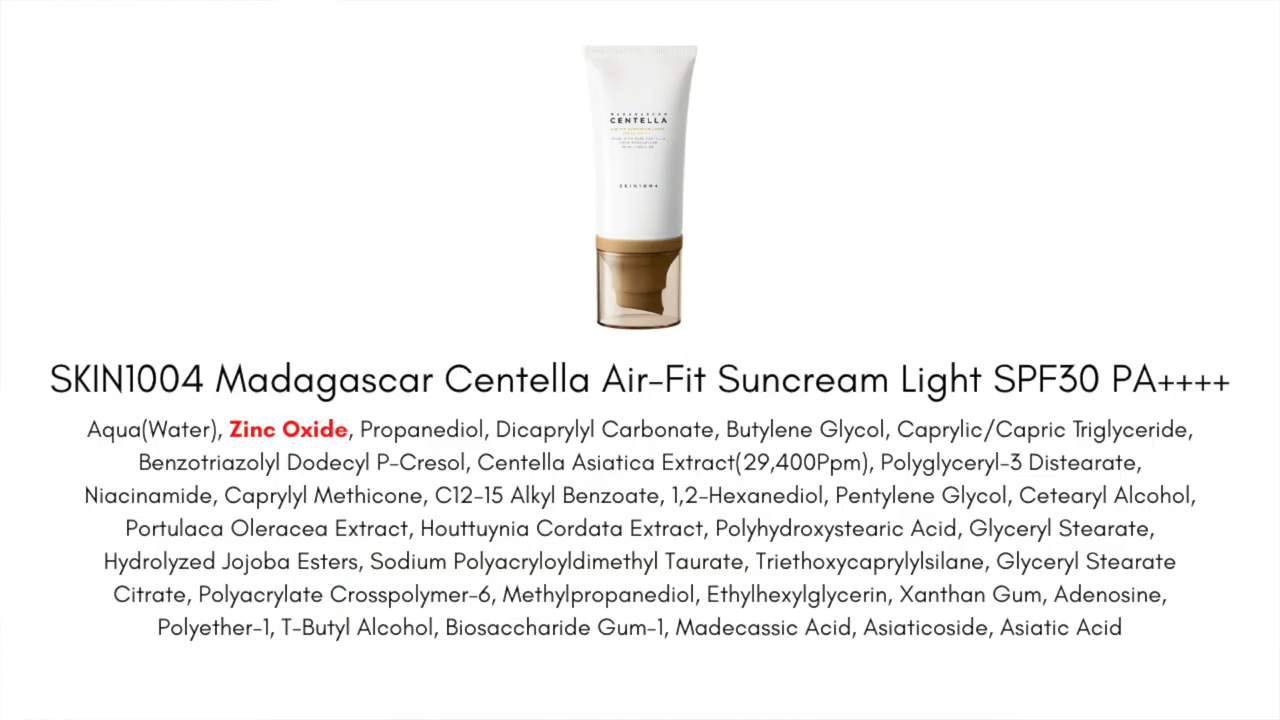 MADAGASCAR
CENTELLA
SKIN1004
SKIN1004 Madagascar Centella Air-Fit Suncream Light SPF30 PA++++
Aqua(Water), Zinc Oxide, Propanediol, Dicaprylyl Carbonate, Butylene Glycol, Caprylic/Capric Triglyceride,
Benzotriazolyl Dodecyl P-Cresol, Centella Asiatica Extract(29,400Ppm), Polyglyceryl-3 Distearate,
Niacinamide, Caprylyl Methicone, C12-15 Alkyl Benzoate, 1,2-Hexanediol, Pentylene Glycol, Cetearyl Alcohol,
Portulaca Oleracea Extract, Houttuynia Cordata Extract, Polyhydroxystearic Acid, Glyceryl Stearate,
Hydrolyzed Jojoba Esters, Sodium Polyacryloyldimethyl Taurate, Triethoxycaprylylsilane, Glyceryl Stearate
Citrate, Polyacrylate Crosspolymer-6, Methylpropanediol, Ethylhexylglycerin, Xanthan Gum, Adenosine,
Polyether-1, T-Butyl Alcohol, Biosaccharide Gum-1, Madecassic Acid, Asiaticoside, Asiatic Acid